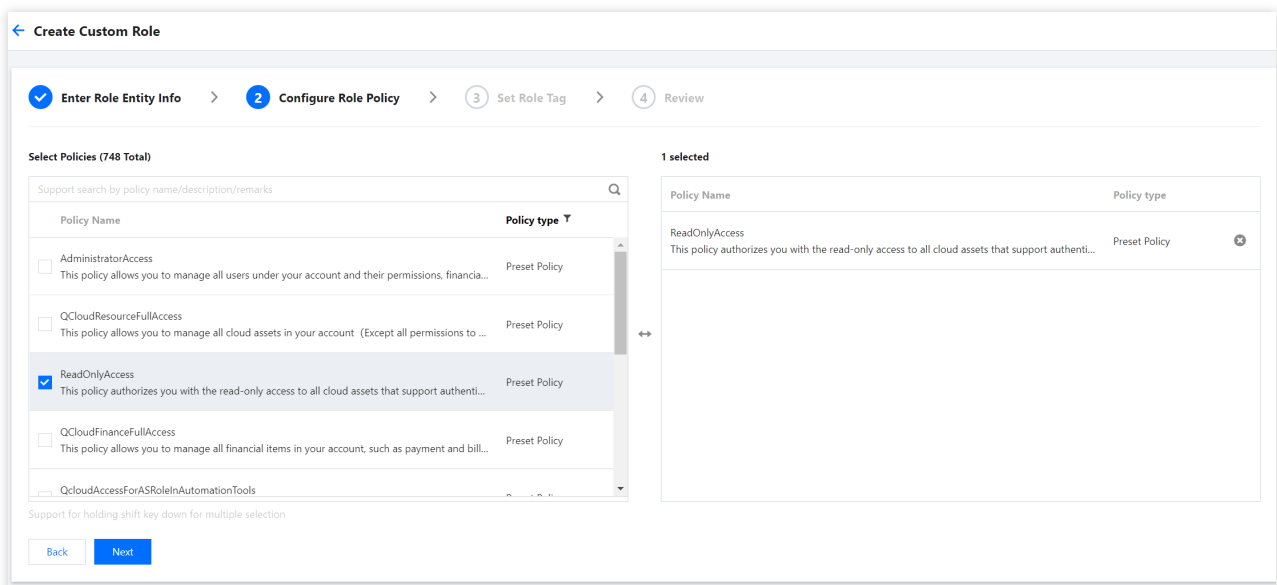 Create Custom Role
Enter Role Entity Info
2 Configure Role Policy
3 Set Role Tag
4 Review
Select Policies (748 Total)
Support search by policy name/description/remarks
Policy Name Policy type
AdministratorAccess
This policy allows you to manage all users under your account and their permissions, financia... Preset Policy
QCloudResourceFullAccess
This policy allows you to manage all cloud assets in your account (Except all permissions to ... Preset Policy
ReadOnlyAccess
This policy authorizes you with the read-only access to all cloud assets that support authenti... Preset Policy
QCloudFinanceFullAccess
This policy allows you to manage all financial items in your account, such as payment and bill... Preset Policy
QcloudAccessForASRoleInAutomationTools
Support for holding shift key down for multiple selection
Back Next
1 selected
Policy Name Policy type
ReadOnlyAccess
This policy authorizes you with the read-only access to all cloud assets that support authenti... Preset Policy